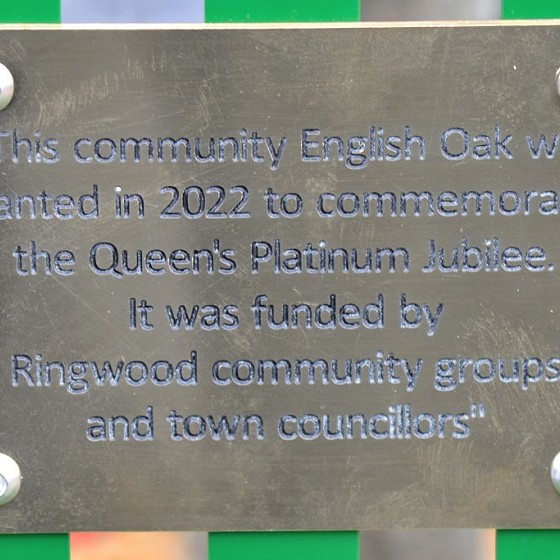 This community English Oak w
anted in 2022 to commemora
the Queen's Platinum Jubilee.
It was funded by
Ringwood community groups
and town councillors"